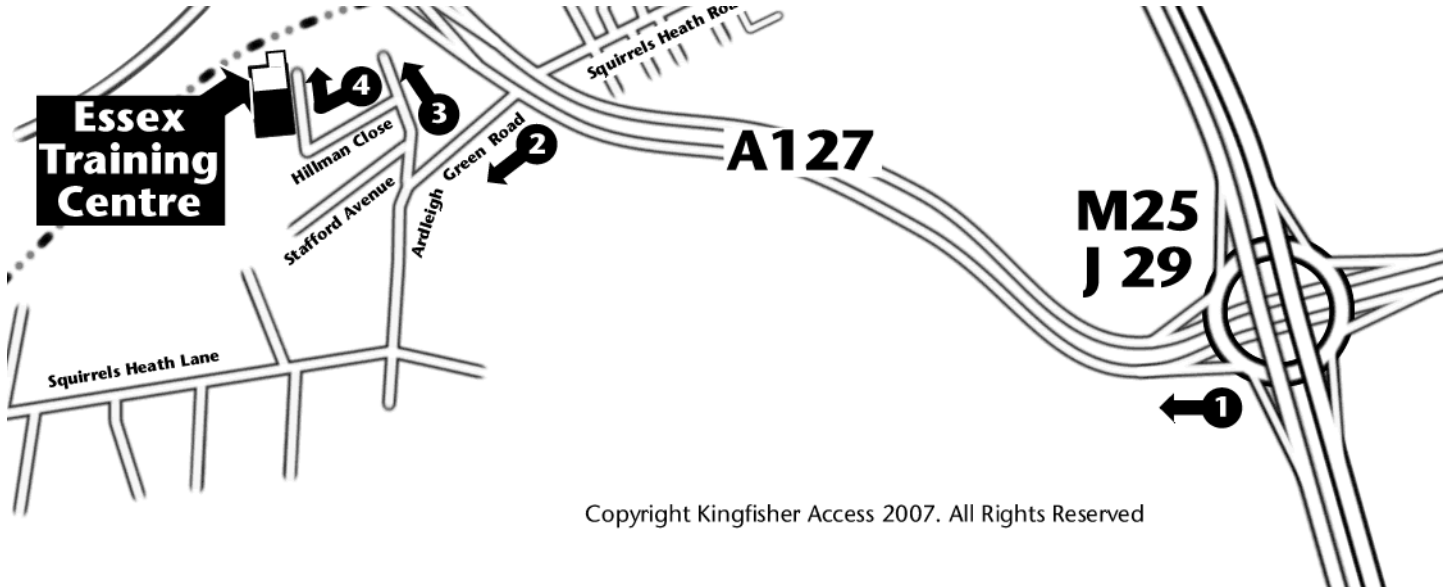 Squirrels Heath Roa
4
3
2
Essex
Training
Centre
Hillman Close
Stafford Avenue
Ardleigh Green Road
A127
M25
J 29
Squirrels Heath Lane
1
Copyright Kingfisher Access 2007. All Rights Reserved